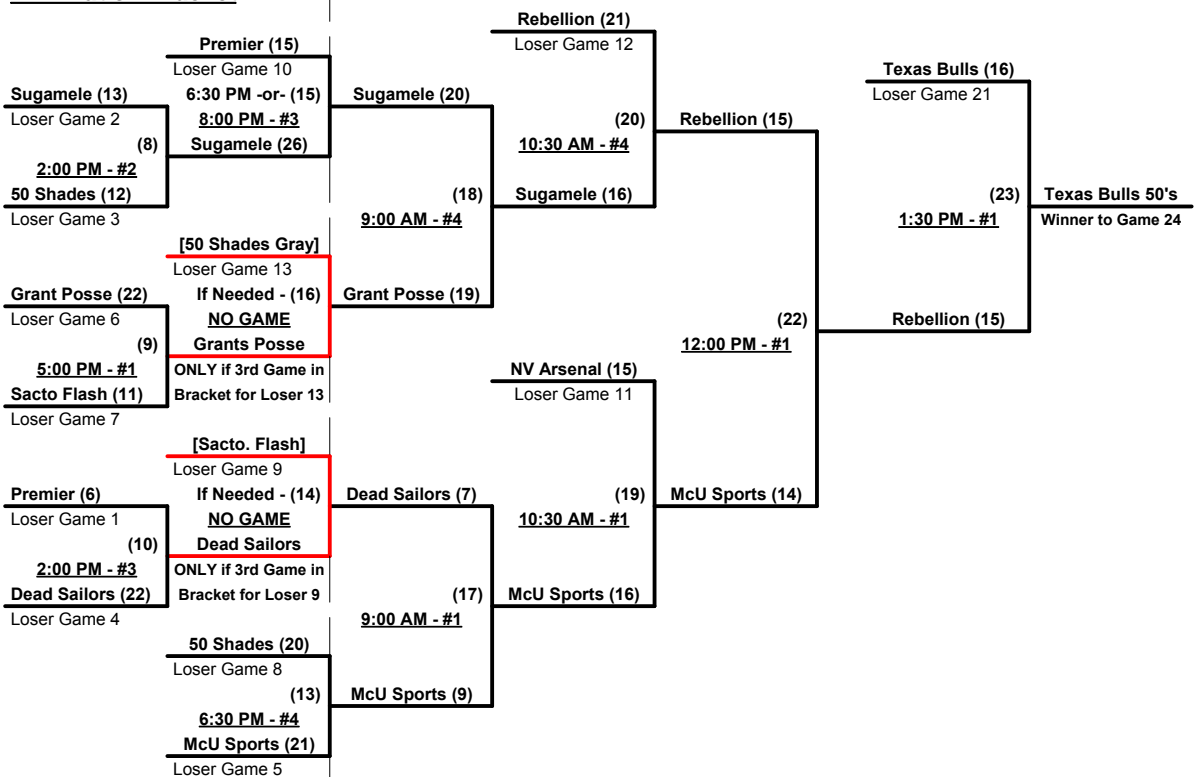 Rebellion (21)
Loser Game 12
Premier (15)
Loser Game 10
Texas Bulls (16)
Loser Game 21
Sugamele (13)
Loser Game 2
6:30 PM -or- (15)
8:00 PM - #3
Sugamele (20)
(20)
10:30 AM - #4
Rebellion (15)
(8)
2:00 PM - #2
Sugamele (26)
50 Shades (12)
Loser Game 3
(18)
9:00 AM - #4
Sugamele (16)
(23)
1:30 PM - #1
Texas Bulls 50's
Winner to Game 24
[50 Shades Gray]
Loser Game 13
Grant Posse (22)
Loser Game 6
If Needed - (16)
NO GAME
Grant Posse (19)
(22)
12:00 PM - #1
Rebellion (15)
(9)
5:00 PM - #1
Grants Posse
ONLY if 3rd Game in
Bracket for Loser 13
Sacto Flash (11)
Loser Game 7
NV Arsenal (15)
Loser Game 11
[Sacto. Flash]
Loser Game 9
Premier (6)
Loser Game 1
If Needed - (14)
NO GAME
Dead Sailors (7)
(19)
10:30 AM - #1
McU Sports (14)
(10)
2:00 PM - #3
Dead Sailors
ONLY if 3rd Game in
Bracket for Loser 9
Dead Sailors (22)
Loser Game 4
(17)
9:00 AM - #1
McU Sports (16)
50 Shades (20)
Loser Game 8
(13)
6:30 PM - #4
McU Sports (9)
McU Sports (21)
Loser Game 5